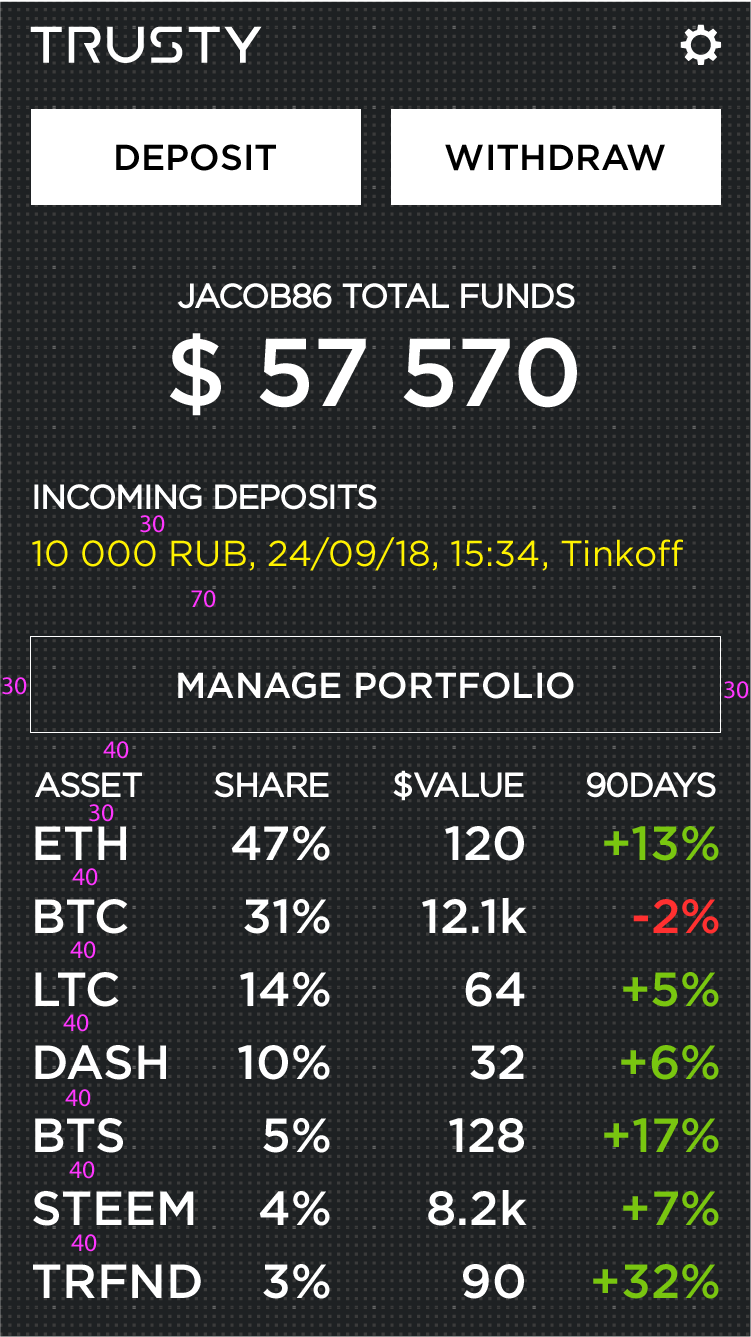 TRUSTY
DEPOSIT WITHDRAW
JACOB86 TOTAL FUNDS
$ 57 570
INCOMING DEPOSITS
30
10 000 RUB, 24/09/18, 15:34, Tinkoff
70
30 MANAGE PORTFOLIO 30
40
ASSET SHARE $VALUE 90DAYS
30
ETH 47% 120 +13%
40
BTC 31% 12.1k -2%
40
LTC 14% 64 +5%
40
DASH 10% 32 +6%
40
BTS 5% 128 +17%
40
STEEM 4% 8.2k +7%
40
TRFND 3% 90 +32%